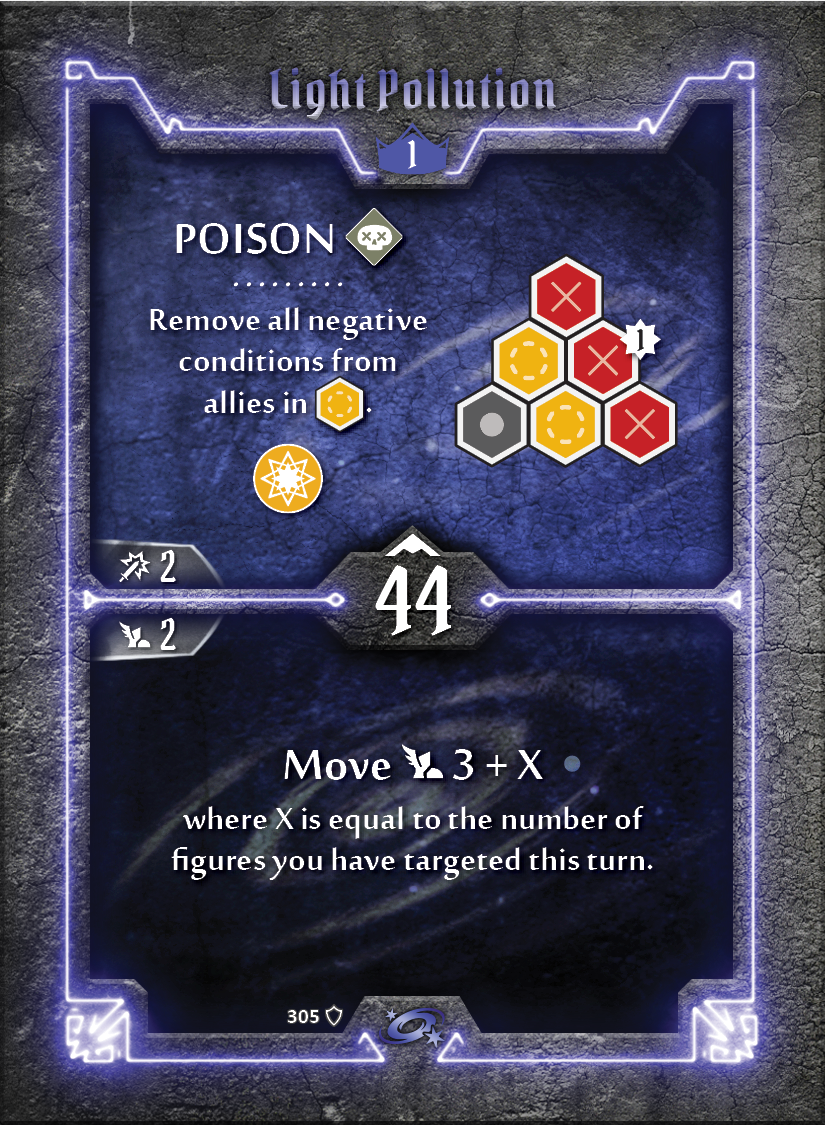 Light Pollution
1
POISON
Remove all negative
conditions from
allies in .
1
2
44
2
Move 3 + X
where X is equal to the number of
figures you have targeted this turn.
305